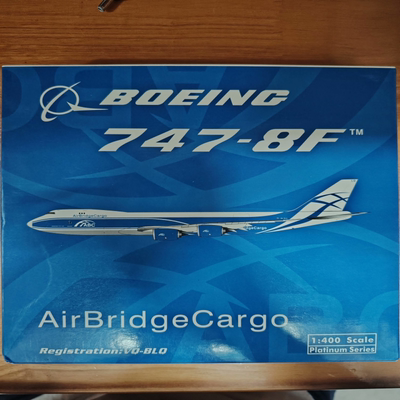 BOEING
747-8F™
AirBridgeCargo
Registration:VQ-BLQ
1:400 Scale
Platinum Series